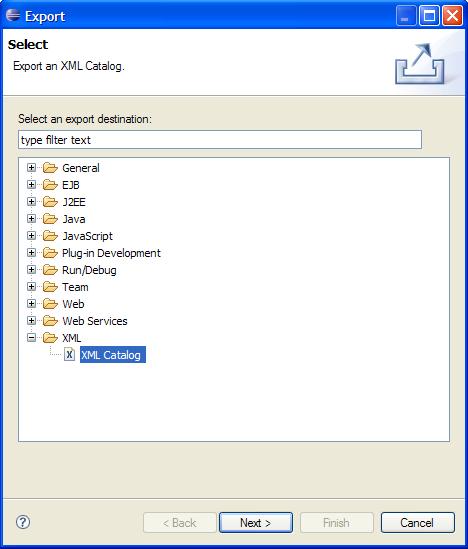 Export
Select
Export an XML Catalog.
Select an export destination:
type filter text
General
EJB
J2EE
Java
JavaScript
Plug-in Development
Run/Debug
Team
Web
Web Services
XML
X XML Catalog
? < Back Next > Finish Cancel